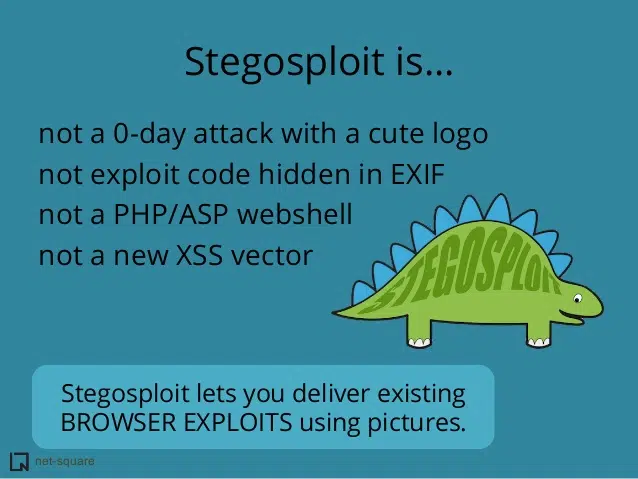 Stegosploit is...
not a 0-day attack with a cute logo
not exploit code hidden in EXIF
not a PHP/ASP webshell
not a new XSS vector
STEGOSPLOIT
Stegosploit lets you deliver existing
BROWSER EXPLOITS using pictures.
net-square